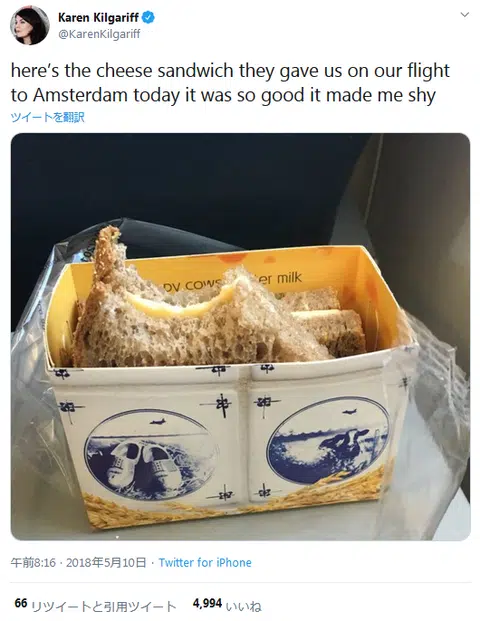 Karen Kilgariff
@KarenKilgariff
here's the cheese sandwich they gave us on our flight
to Amsterdam today it was so good it made me shy
ツイートを翻訳
cows
er milk
午前8:16 · 2018年5月10日 · Twitter for iPhone
66 リツイートと引用ツイート 4,994 いいね